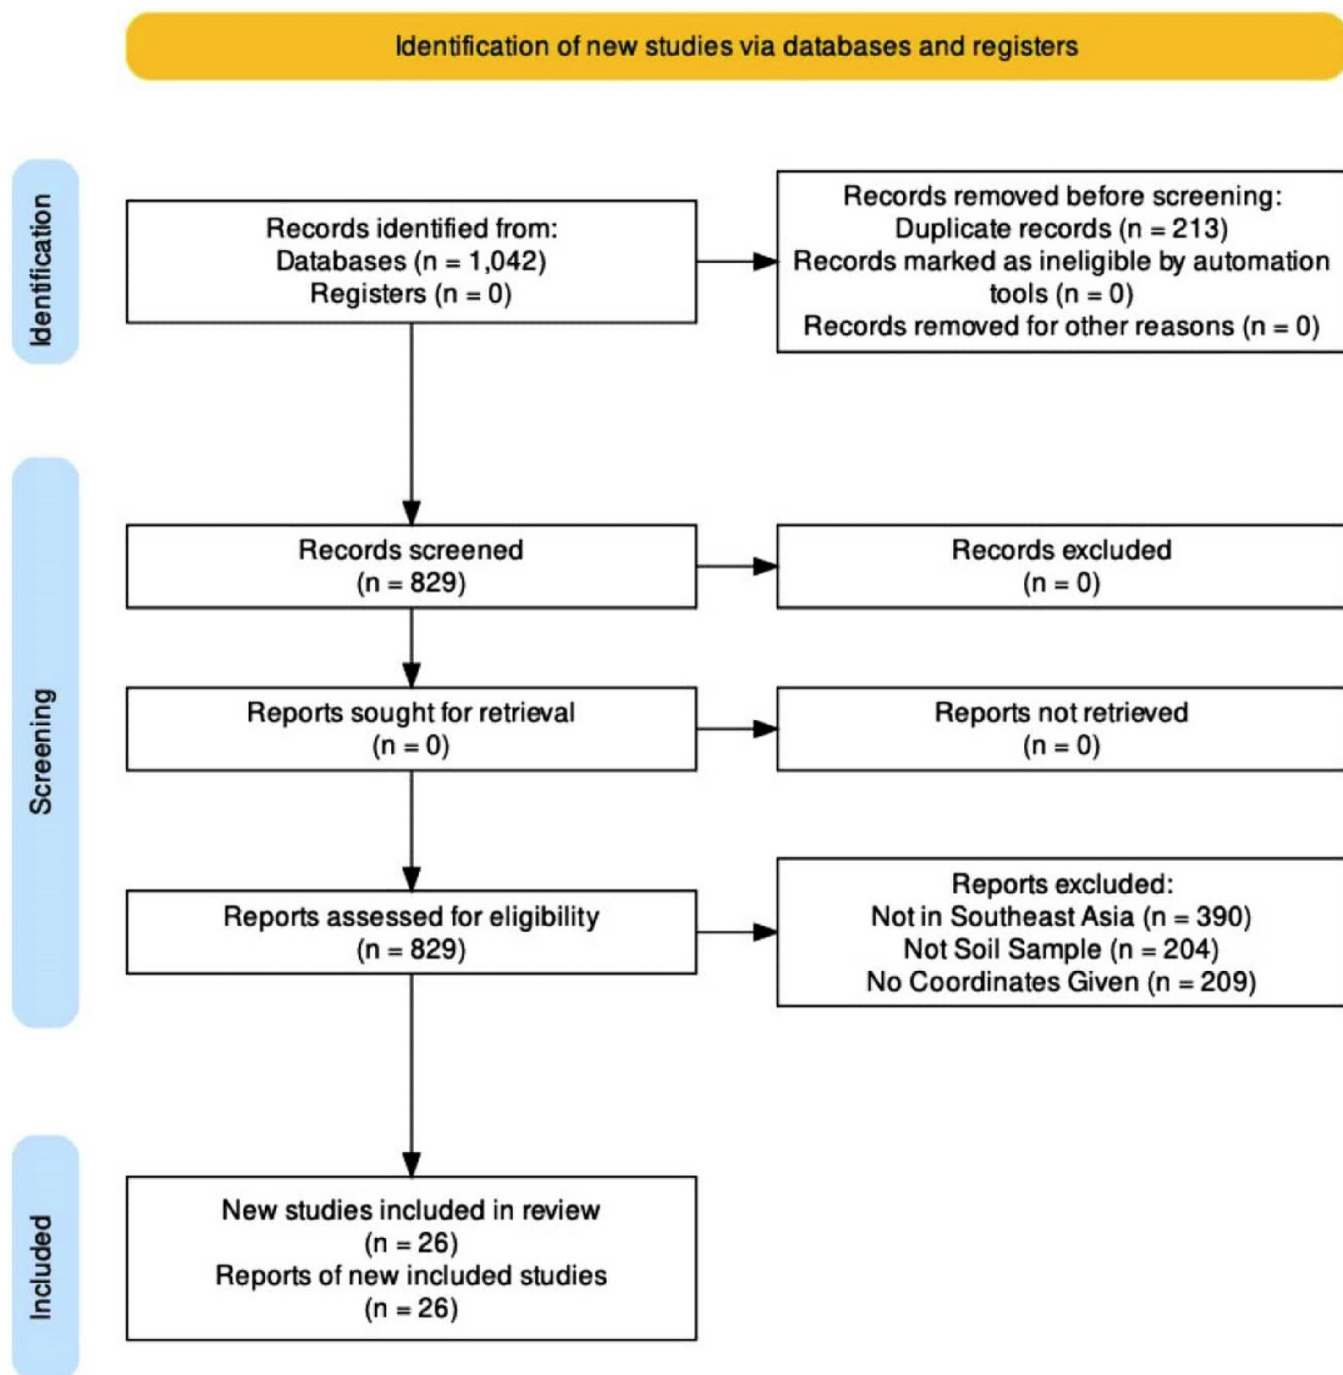 Identification of new studies via databases and registers
Identification
Records identified from:
Databases (n = 1,042)
Registers (n = 0)
Records removed before screening:
Duplicate records (n = 213)
Records marked as ineligible by automation
tools (n = 0)
Records removed for other reasons (n = 0)
Screening
Records screened
(n = 829)
Records excluded
(n = 0)
Reports sought for retrieval
(n = 0)
Reports not retrieved
(n = 0)
Reports assessed for eligibility
(n = 829)
Reports excluded:
Not in Southeast Asia (n = 390)
Not Soil Sample (n = 204)
No Coordinates Given (n = 209)
Included
New studies included in review
(n = 26)
Reports of new included studies
(n = 26)